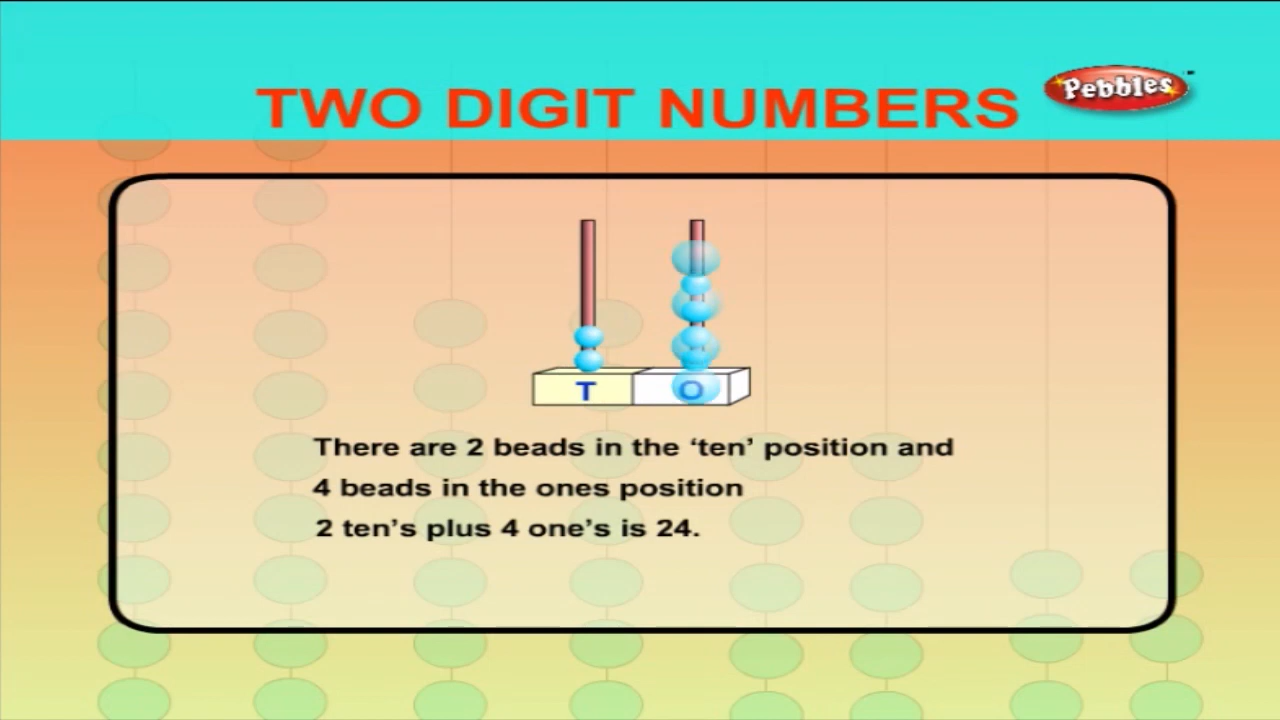 TWO DIGIT NUMBERS
Pebbles
T O
There are 2 beads in the ‘ten’ position and
4 beads in the ones position
2 ten’s plus 4 one’s is 24.